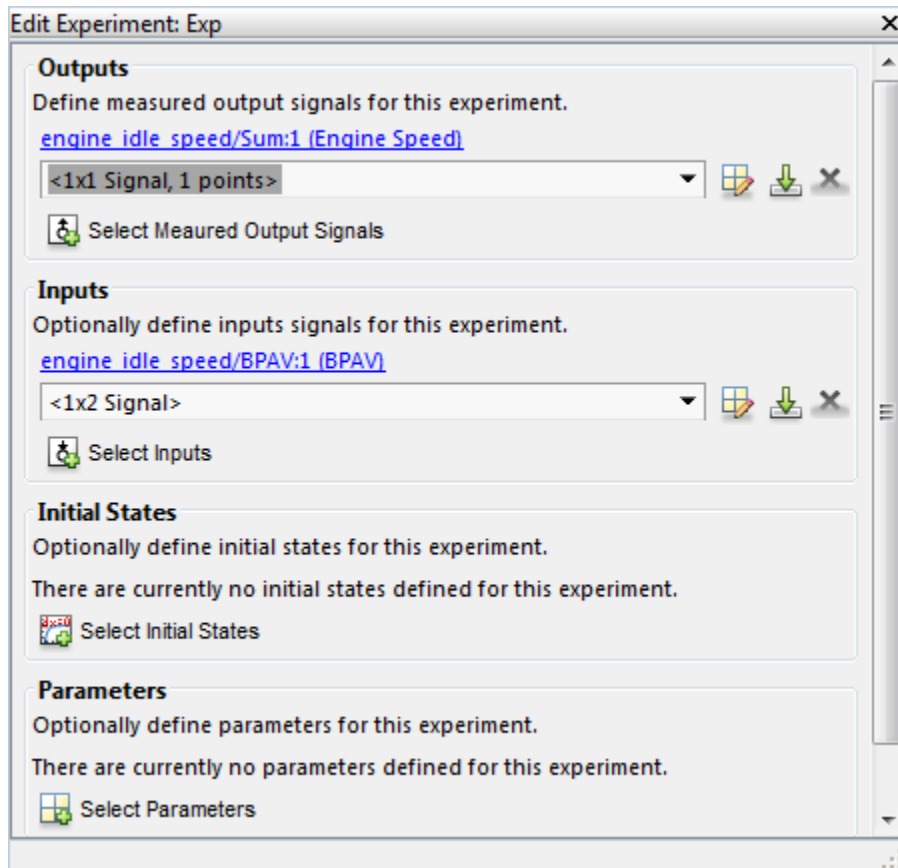 Edit Experiment: Exp
Outputs
Define measured output signals for this experiment.
engine_idle_speed/Sum:1 (Engine Speed)
<1x1 Signal, 1 points>
Select Meaured Output Signals
Inputs
Optionally define inputs signals for this experiment.
engine_idle_speed/BPAV:1 (BPAV)
<1x2 Signal>
Select Inputs
Initial States
Optionally define initial states for this experiment.
There are currently no initial states defined for this experiment.
Select Initial States
Parameters
Optionally define parameters for this experiment.
There are currently no parameters defined for this experiment.
Select Parameters